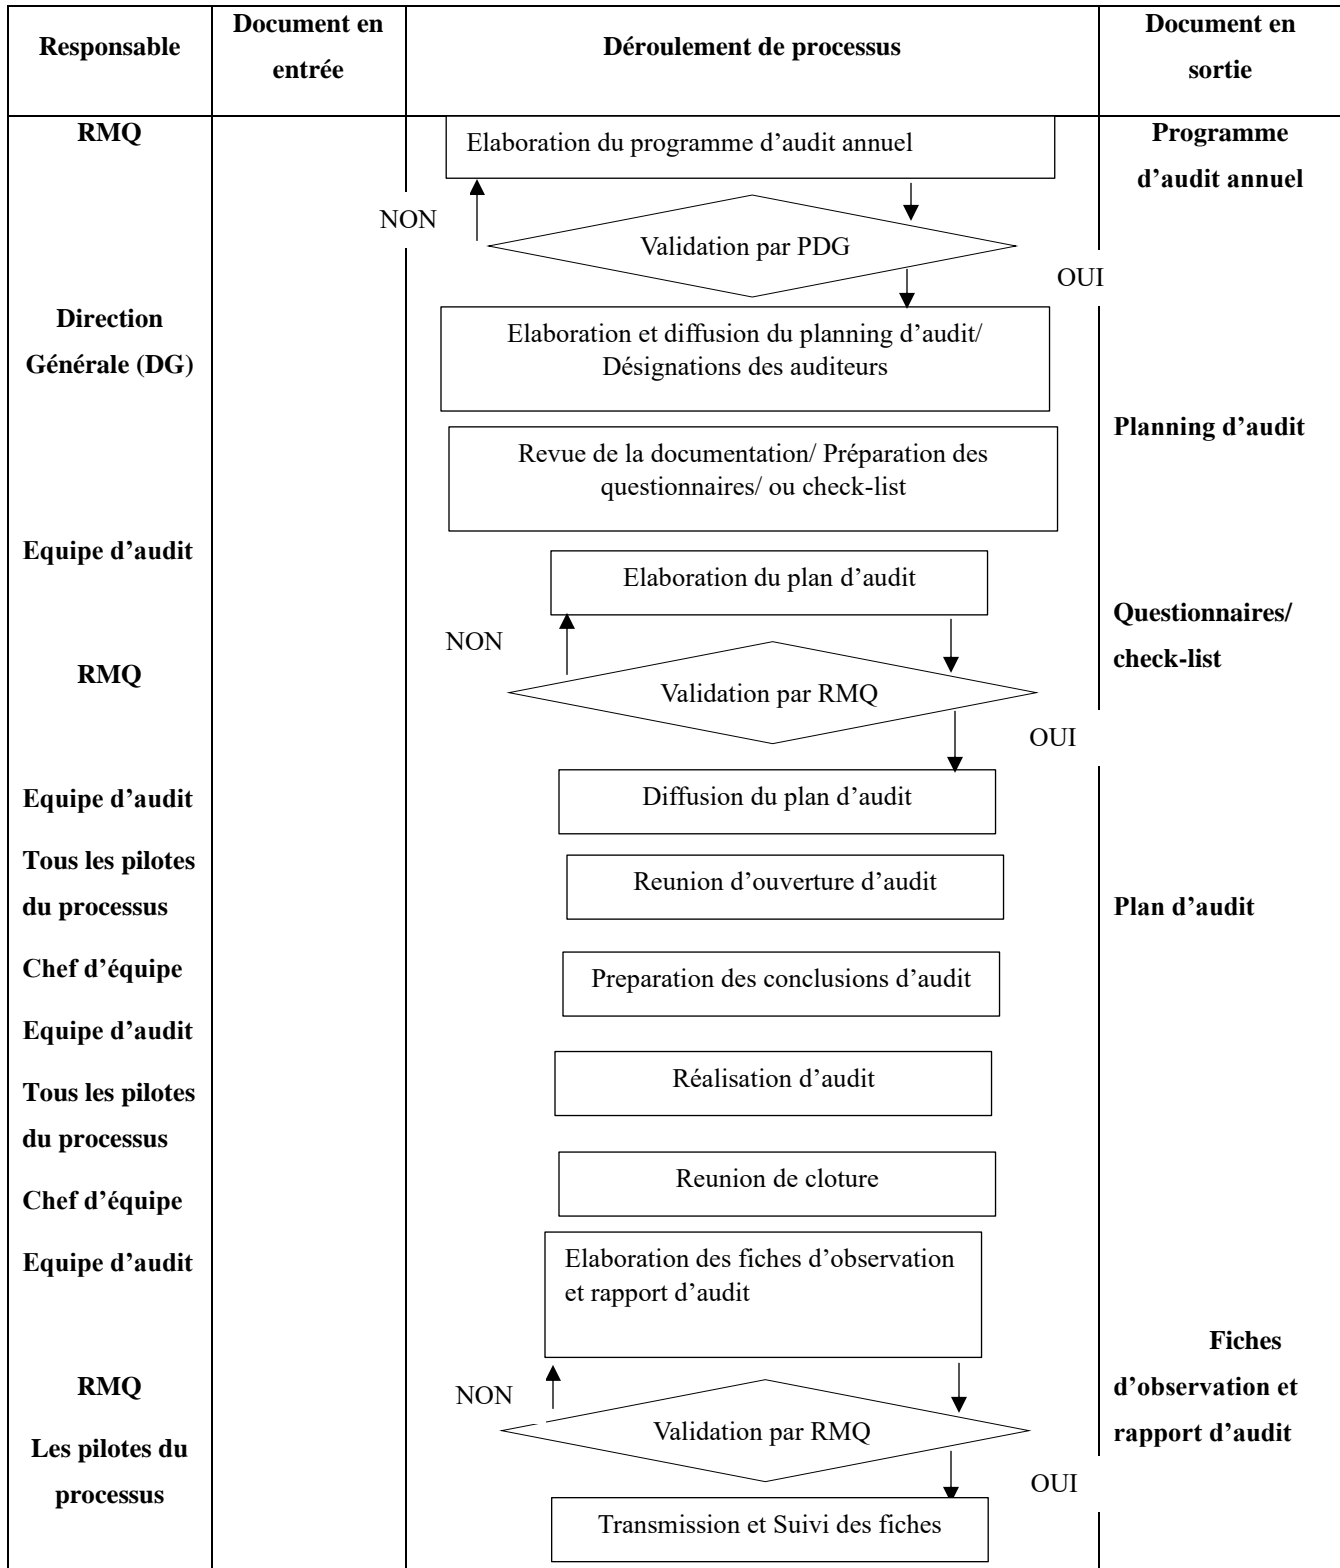 Responsable
Document en
entrée
Déroulement de processus
Document en
sortie
RMQ
Elaboration du programme d’audit annuel
Programme
d’audit annuel
NON
Validation par PDG
OUI
Direction
Générale (DG)
Elaboration et diffusion du planning d’audit/
Désignations des auditeurs
Planning d’audit
Revue de la documentation/ Préparation des
questionnaires/ ou check-list
Equipe d’audit
Elaboration du plan d’audit
Questionnaires/
check-list
NON
RMQ
Validation par RMQ
OUI
Equipe d’audit
Diffusion du plan d’audit
Tous les pilotes
du processus
Reunion d’ouverture d’audit
Plan d’audit
Chef d’équipe
Preparation des conclusions d’audit
Equipe d’audit
Réalisation d’audit
Tous les pilotes
du processus
Reunion de cloture
Chef d’équipe
Equipe d’audit
Elaboration des fiches d’observation
et rapport d’audit
Fiches
d’observation et
rapport d’audit
RMQ
NON
Validation par RMQ
Les pilotes du
processus
OUI
Transmission et Suivi des fiches